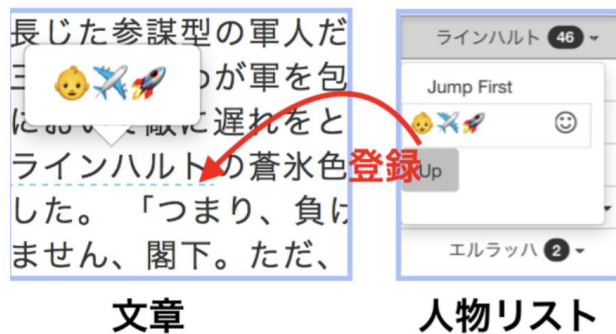 長じた参謀型の軍人だ
わが軍を包
敵に遅れをと
ラインハルトの蒼氷色
した。 「つまり、負け
ません、閣下。ただ、
文章
ラインハルト 46
Jump First
👶✈️🚀
登録
Up
エルラッハ 2
人物リスト
👶✈️🚀